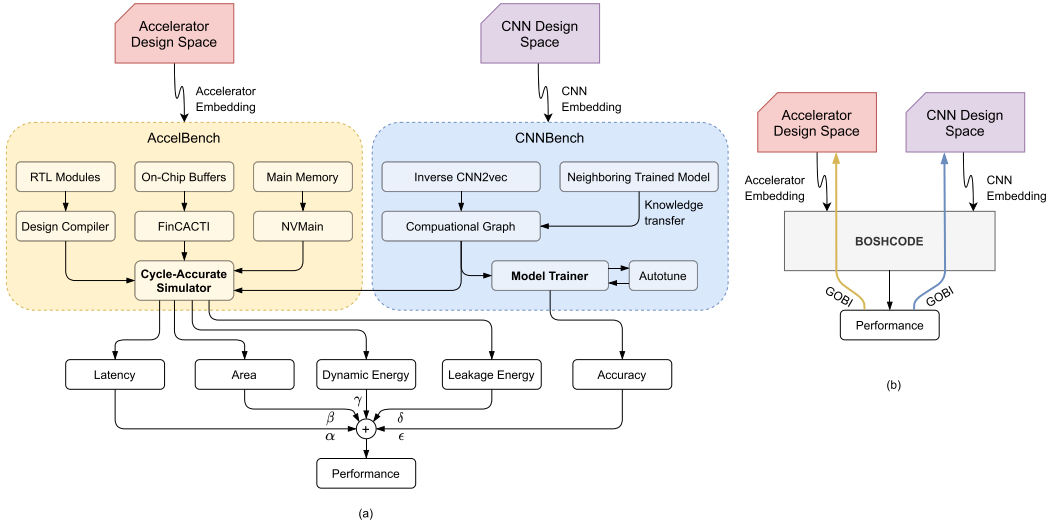 Accelerator
Design Space
CNN Design
Space
Accelerator
Embedding
CNN
Embedding
AccelBench
CNNBench
RTL Modules
On-Chip Buffers
Main Memory
Inverse CNN2vec
Neighboring Trained Model
Knowledge
transfer
Design Compiler
FinCACTI
NVMain
Compuational Graph
Cycle-Accurate
Simulator
Model Trainer
Autotune
Latency
Area
Dynamic Energy
Leakage Energy
Accuracy
γ
β
δ
α
+
ϵ
Performance
(a)
Accelerator
Design Space
CNN Design
Space
Accelerator
Embedding
CNN
Embedding
BOSHCODE
GOBI
GOBI
Performance
(b)